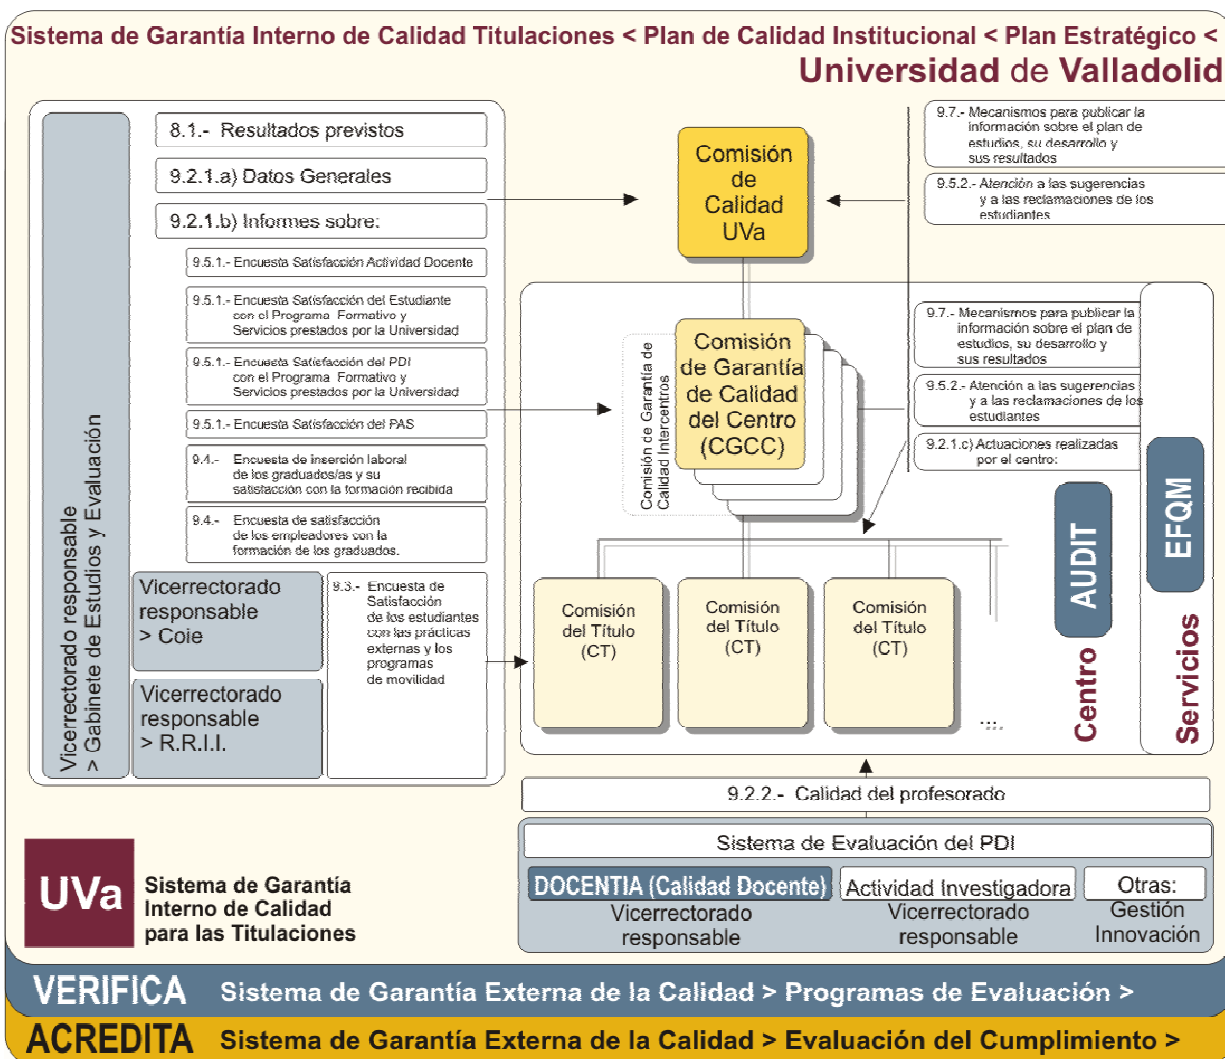 Sistema de Garantía Interno de Calidad Titulaciones < Plan de Calidad Institucional < Plan Estratégico <
Universidad de Valladolid
Vicerrectorado responsable
> Gabinete de Estudios y Evaluación
8.1.- Resultados previstos
9.2.1.a) Datos Generales
9.2.1.b) Informes sobre:
9.5.1.- Encuesta Satisfacción Actividad Docente
9.5.1.- Encuesta Satisfacción del Estudiante
con el Programa Formativo y
Servicios prestados por la Universidad
9.5.1.- Encuesta Satisfacción del PDI
con el Programa Formativo y
Servicios prestados por la Universidad
9.5.1.- Encuesta Satisfacción del PAS
9.4.- Encuesta de inserción laboral
de los graduados/as y su
satisfacción con la formación recibida
9.4.- Encuesta de satisfacción
de los empleadores con la
formación de los graduados.
Vicerrectorado
responsable
> Coie
Vicerrectorado
responsable
> R.R.I.I.
9.3.- Encuesta de
Satisfacción
de los estudiantes
con las prácticas
externas y los
programas
de movilidad
Comisión
de
Calidad
UVa
9.7.- Mecanismos para publicar la
información sobre el plan de
estudios, su desarrollo y
sus resultados
9.5.2.- Atención a las sugerencias
y a las reclamaciones de los
estudiantes
Comisión de Garantía de
Calidad Intercentros
Comisión
de Garantía
de Calidad
del Centro
(CGCC)
9.7.- Mecanismos para publicar la
información sobre el plan de
estudios, su desarrollo y
sus resultados
9.5.2.- Atención a las sugerencias
y a las reclamaciones de los
estudiantes
9.2.1.c) Actuaciones realizadas
por el centro:
Comisión
del Título
(CT)
Comisión
del Título
(CT)
Comisión
del Título
(CT)
....
Centro
AUDIT
Servicios
EFQM
9.2.2.- Calidad del profesorado
Sistema de Evaluación del PDI
DOCENTIA (Calidad Docente)
Vicerrectorado
responsable
Actividad Investigadora
Vicerrectorado
responsable
Otras:
Gestión
Innovación
UVa
Sistema de Garantía
Interno de Calidad
para las Titulaciones
VERIFICA Sistema de Garantía Externa de la Calidad > Programas de Evaluación >
ACREDITA Sistema de Garantía Externa de la Calidad > Evaluación del Cumplimiento >